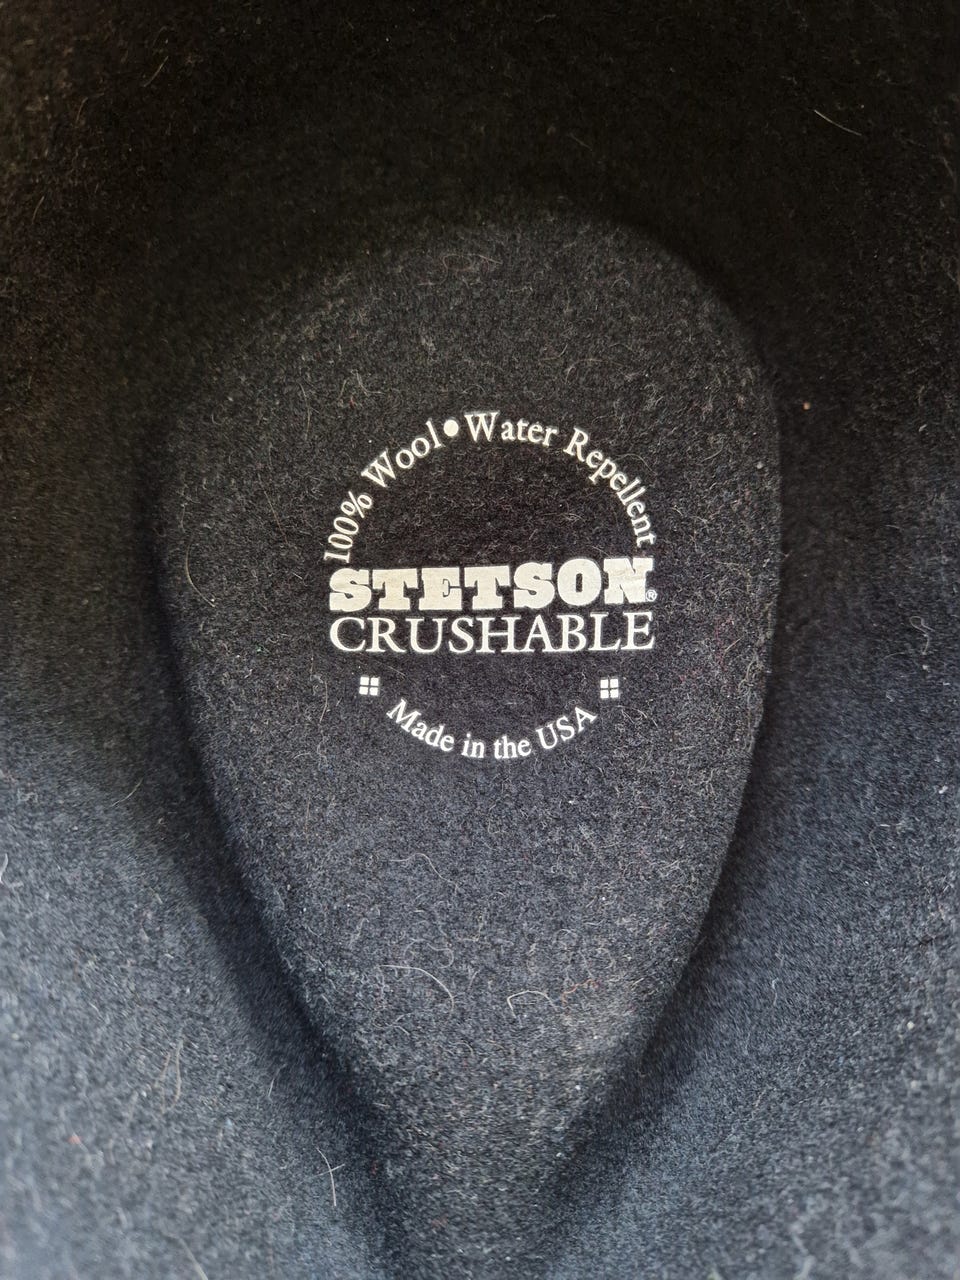 100% Wool • Water Repellent
STETSON®
CRUSHABLE
Made in the USA